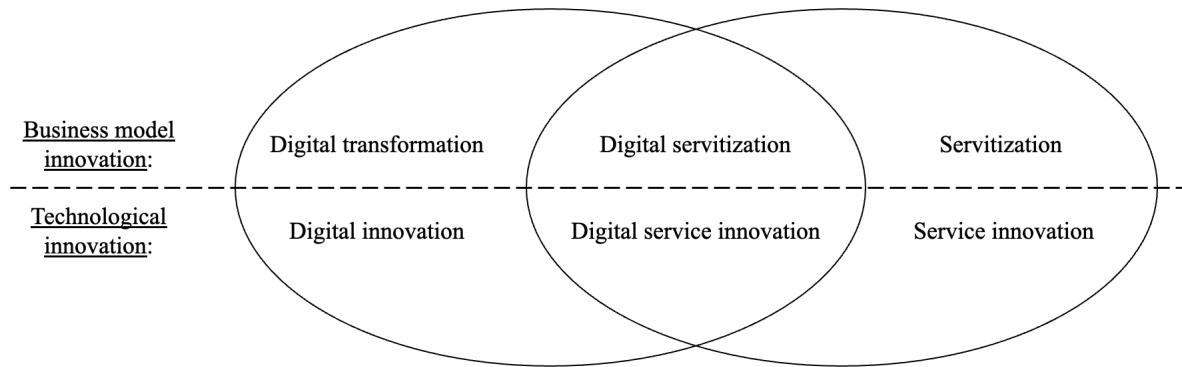 Business model
innovation:
Digital transformation
Digital servitization
Servitization
Technological
innovation:
Digital innovation
Digital service innovation
Service innovation